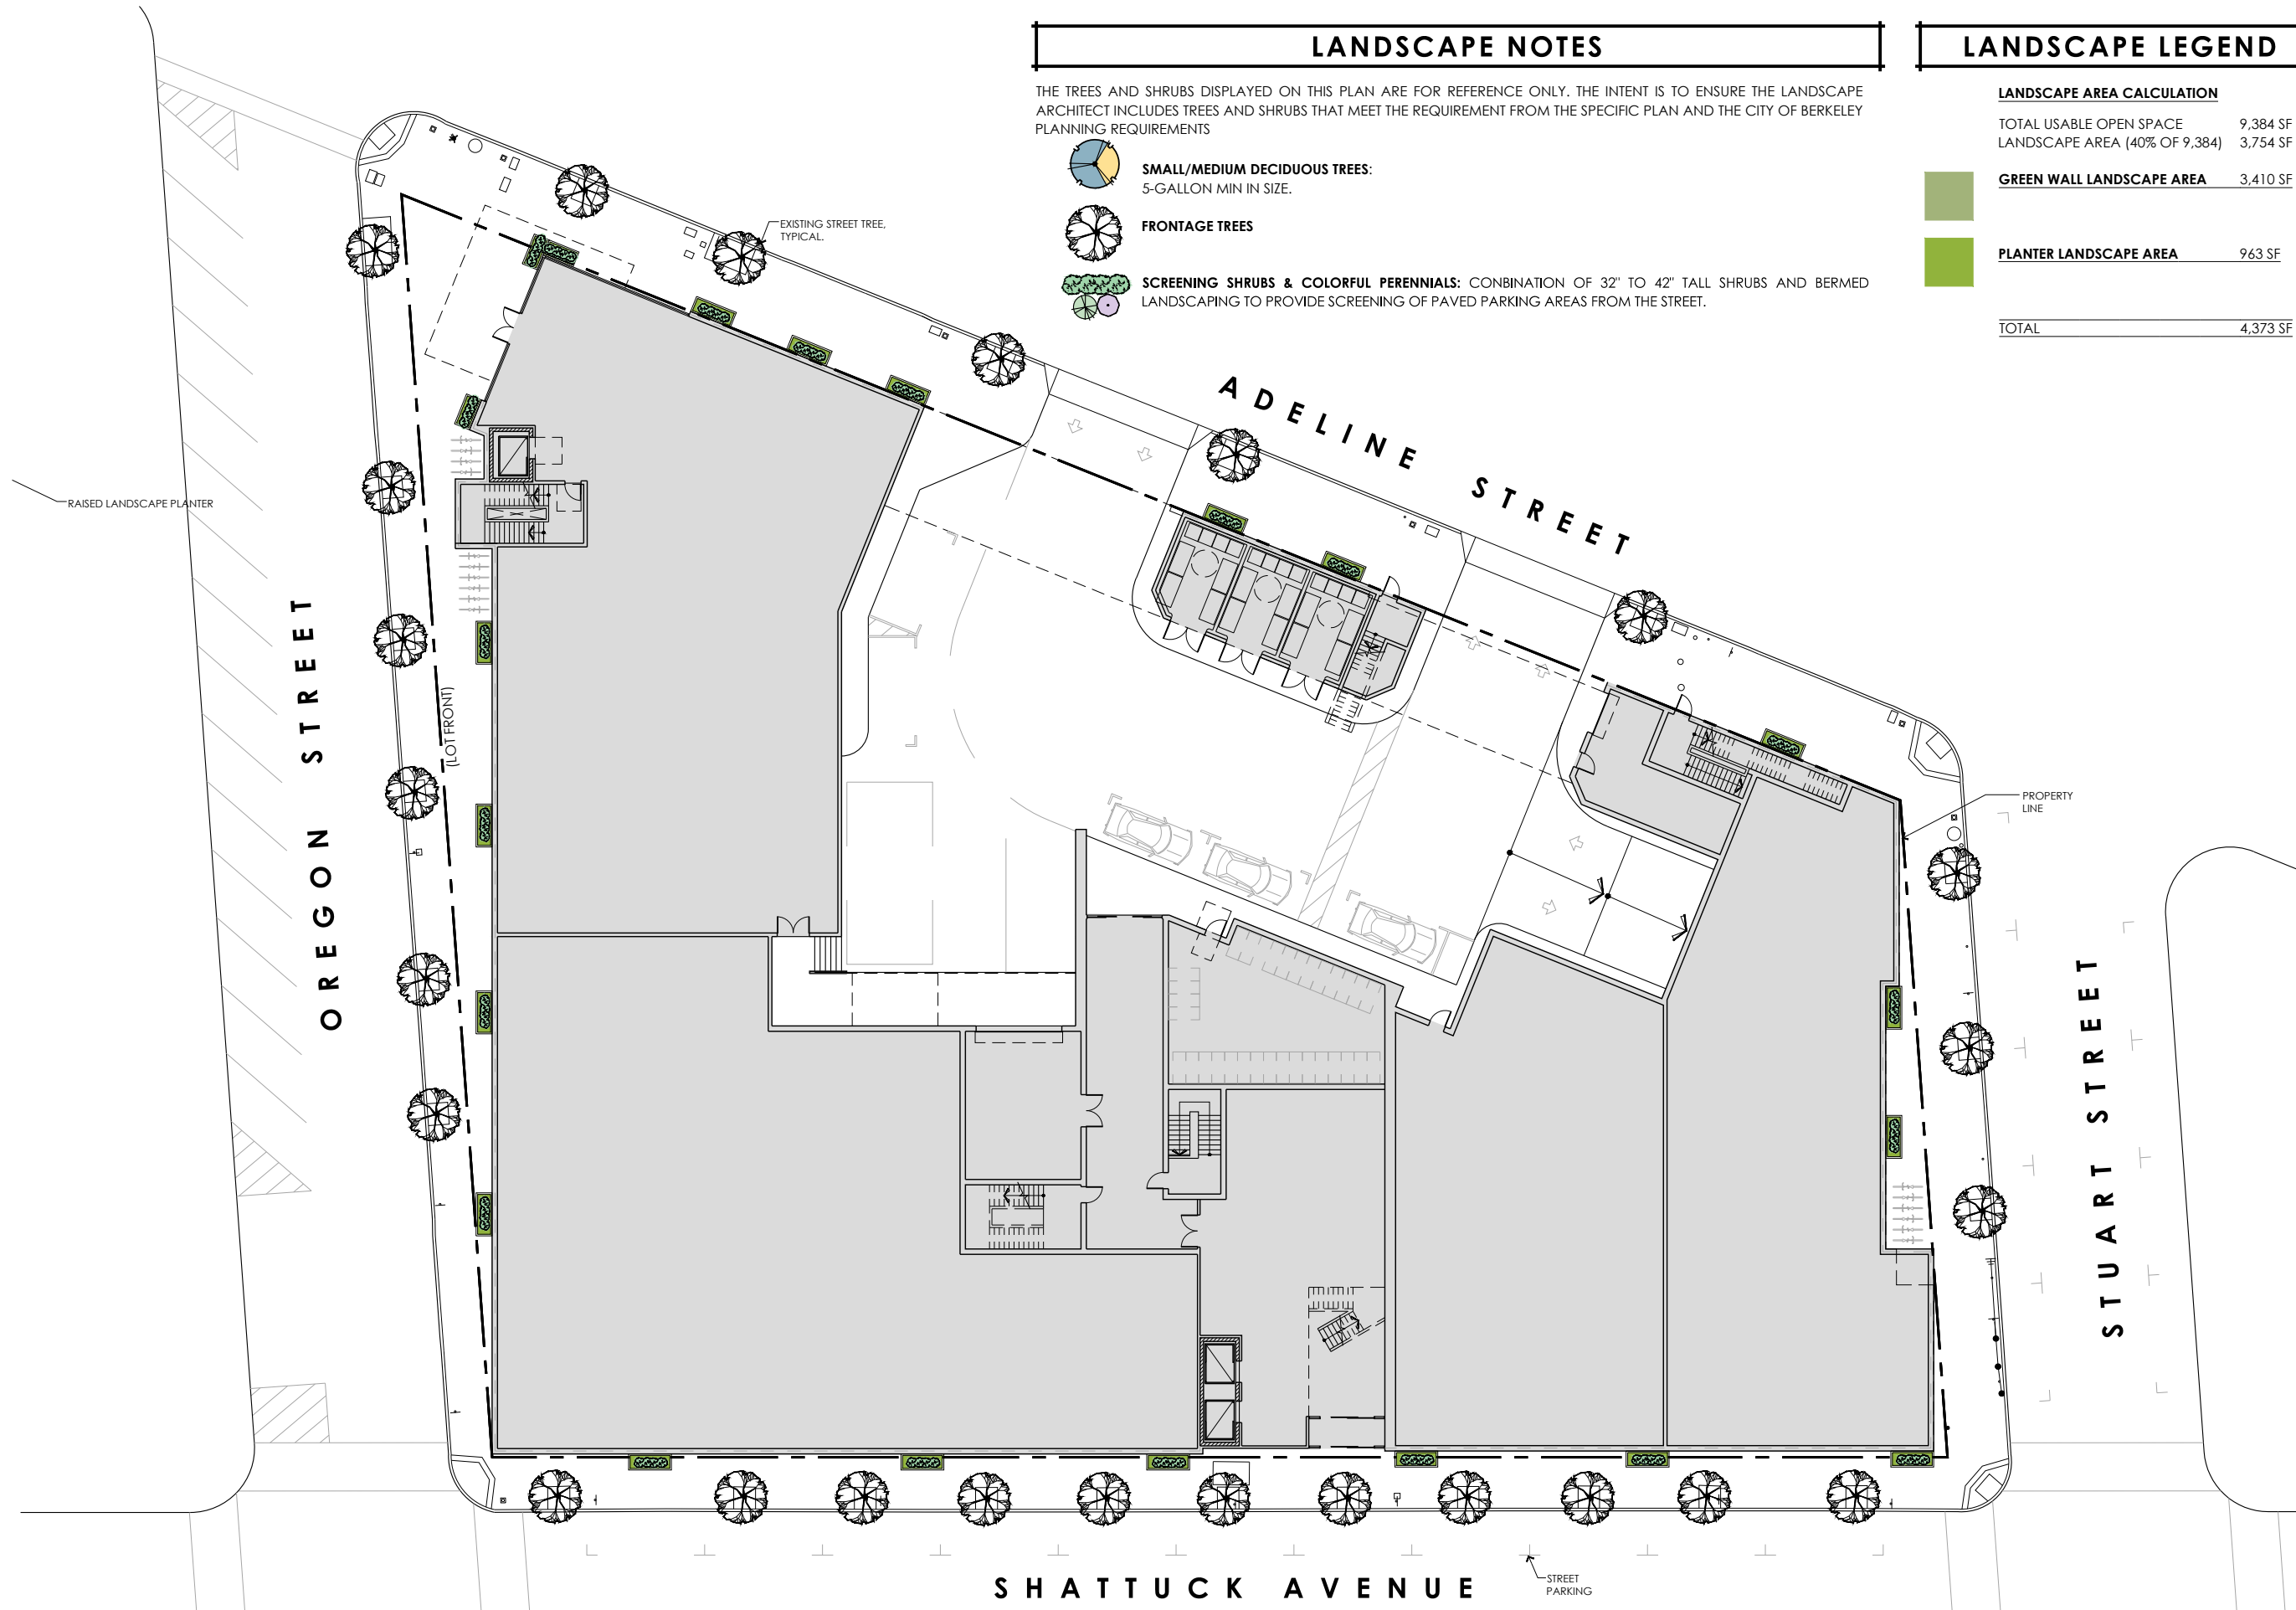 LANDSCAPE NOTES
THE TREES AND SHRUBS DISPLAYED ON THIS PLAN ARE FOR REFERENCE ONLY. THE INTENT IS TO ENSURE THE LANDSCAPE
ARCHITECT INCLUDES TREES AND SHRUBS THAT MEET THE REQUIREMENT FROM THE SPECIFIC PLAN AND THE CITY OF BERKELEY
PLANNING REQUIREMENTS
SMALL/MEDIUM DECIDUOUS TREES:
5-GALLON MIN IN SIZE.
FRONTAGE TREES
SCREENING SHRUBS & COLORFUL PERENNIALS: COMBINATION OF 32" TO 42" TALL SHRUBS AND BERMED
LANDSCAPING TO PROVIDE SCREENING OF PAVED PARKING AREAS FROM THE STREET.
LANDSCAPE LEGEND
LANDSCAPE AREA CALCULATION
TOTAL USABLE OPEN SPACE 9,384 SF
LANDSCAPE AREA (40% OF 9,384) 3,754 SF
GREEN WALL LANDSCAPE AREA 3,410 SF
PLANTER LANDSCAPE AREA 963 SF
TOTAL 4,373 SF
EXISTING STREET TREE,
TYPICAL.
ADELINE STREET
RAISED LANDSCAPE PLANTER
OREGON STREET
(LOT FRONT)
PROPERTY
LINE
STUART STREET
SHATTUCK AVENUE
STREET
PARKING